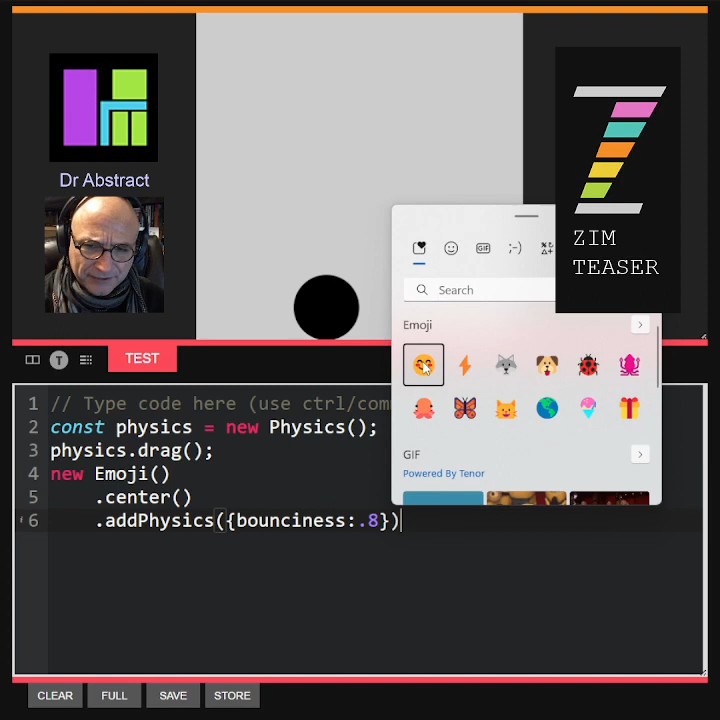 Dr Abstract
ZIM
TEASER
GIF
;-)
Search
Emoji
GIF
Powered By Tenor
T
TEST
1 // Type code here (use ctrl/com
2 const physics = new Physics();
3 physics.drag();
4 new Emoji()
5 .center()
6 .addPhysics({bounciness:.8})
CLEAR
FULL
SAVE
STORE